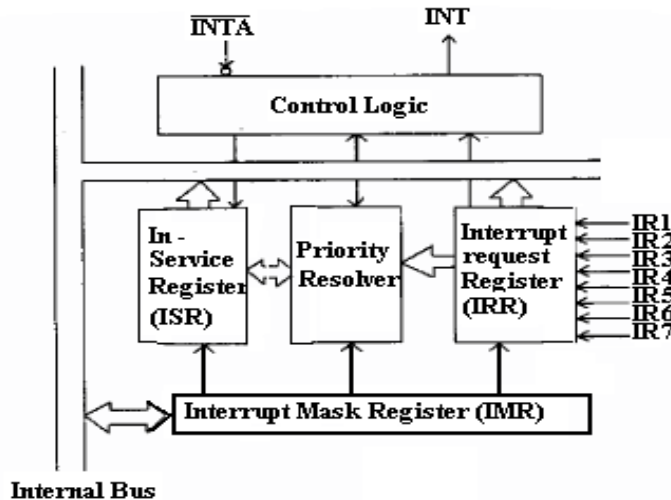 INTA
INT
Control Logic
In -
Service
Register
(ISR)
Priority
Resolver
Interrupt
request
Register
(IRR)
IR1
IR2
IR3
IR4
IR5
IR6
IR7
Interrupt Mask Register (IMR)
Internal Bus